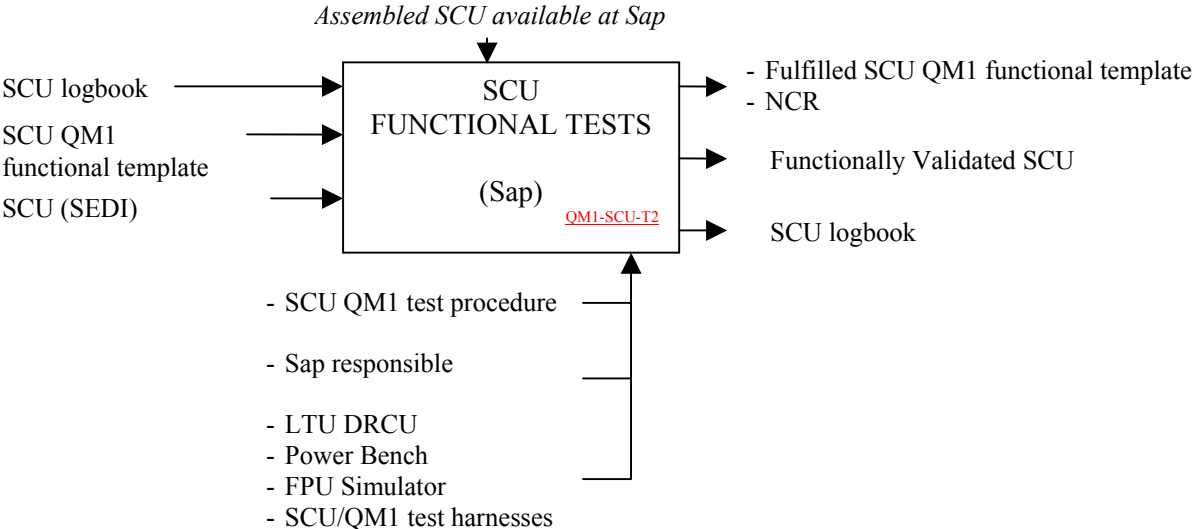 Assembled SCU available at Sap
SCU logbook
SCU QM1
functional template
SCU (SEDI)
SCU
FUNCTIONAL TESTS
(Sap)
QM1-SCU-T2
- Fulfilled SCU QM1 functional template
- NCR
Functionally Validated SCU
SCU logbook
- SCU QM1 test procedure
- Sap responsible
- LTU DRCU
- Power Bench
- FPU Simulator
- SCU/QM1 test harnesses